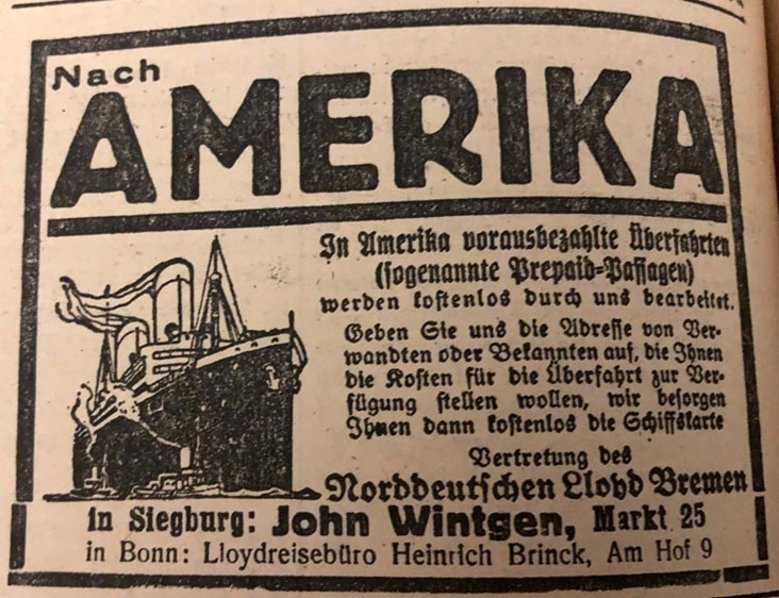 Nach
AMERIKA
In Amerika vorausbezahlte Überfahrten
(sogenannte Prepaid-Passagen)
werden kostenlos durch uns bearbeitet.
Geben Sie uns die Adresse von Ver-
wandten oder Bekannten auf, die Ihnen
die Kosten für die Überfahrt zur Ver-
fügung stellen wollen, wir besorgen
Ihnen dann kostenlos die Schiffskarte
Vertretung des
Norddeutschen Lloyd Bremen
in Siegburg: John Wintgen, Markt 25
in Bonn: Lloydreisebüro Heinrich Brinck, Am Hof 9